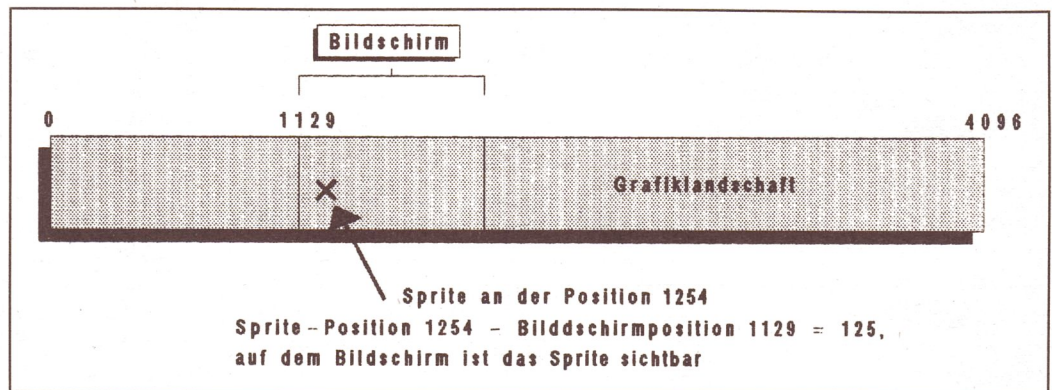 Bildschirm
0 1129 4096
Grafiklandschaft
Sprite an der Position 1254
Sprite-Position 1254 - Bilddschirmposition 1129 = 125,
auf dem Bildschirm ist das Sprite sichtbar